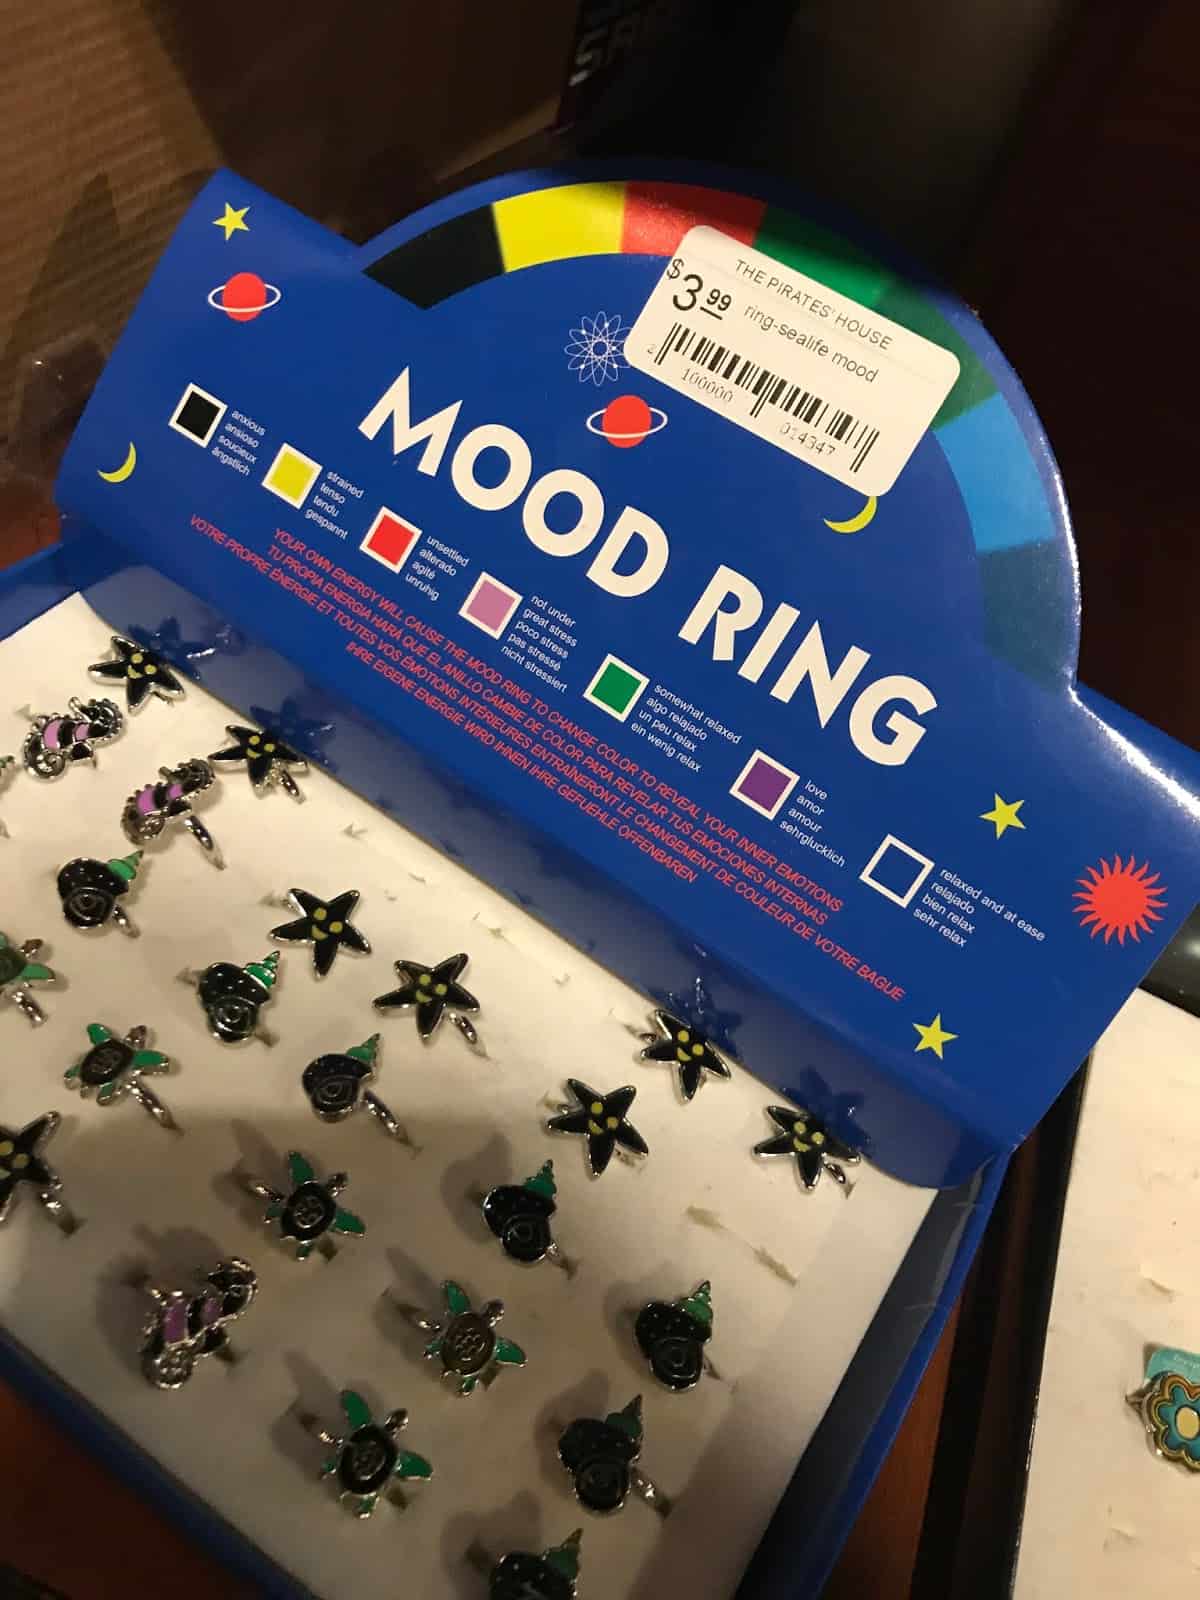 THE PIRATES' HOUSE
$3.99 ring-sealife mood
2 100000 014347
MOOD RING
anxious
ansioso
soucieux
ängstlich
strained
tenso
tendu
gespannt
unsettled
alterado
agité
unruhig
not under
great stress
poco stress
pas stressé
nicht stressiert
somewhat relaxed
algo relajado
un peu relax
ein wenig relax
love
amor
amour
sehrglucklich
relaxed and at ease
relajado
bien relax
sehr relax
YOUR OWN ENERGY WILL CAUSE THE MOOD RING TO CHANGE COLOR TO REVEAL YOUR INNER EMOTIONS
TU PROPIA ENERGIA HARÁ QUE EL ANILLO CAMBIE DE COLOR PARA REVELAR TUS EMOCIONES INTERNAS
VOTRE PROPRE ÉNERGIE ET TOUTES VOS ÉMOTIONS INTÉRIEURES ENTRAÎNERONT LE CHANGEMENT DE COULEUR DE VOTRE BAGUE
IHRE EIGENE ENERGIE WIRD IHNEN IHRE GEFUEHLE OFFENBAREN